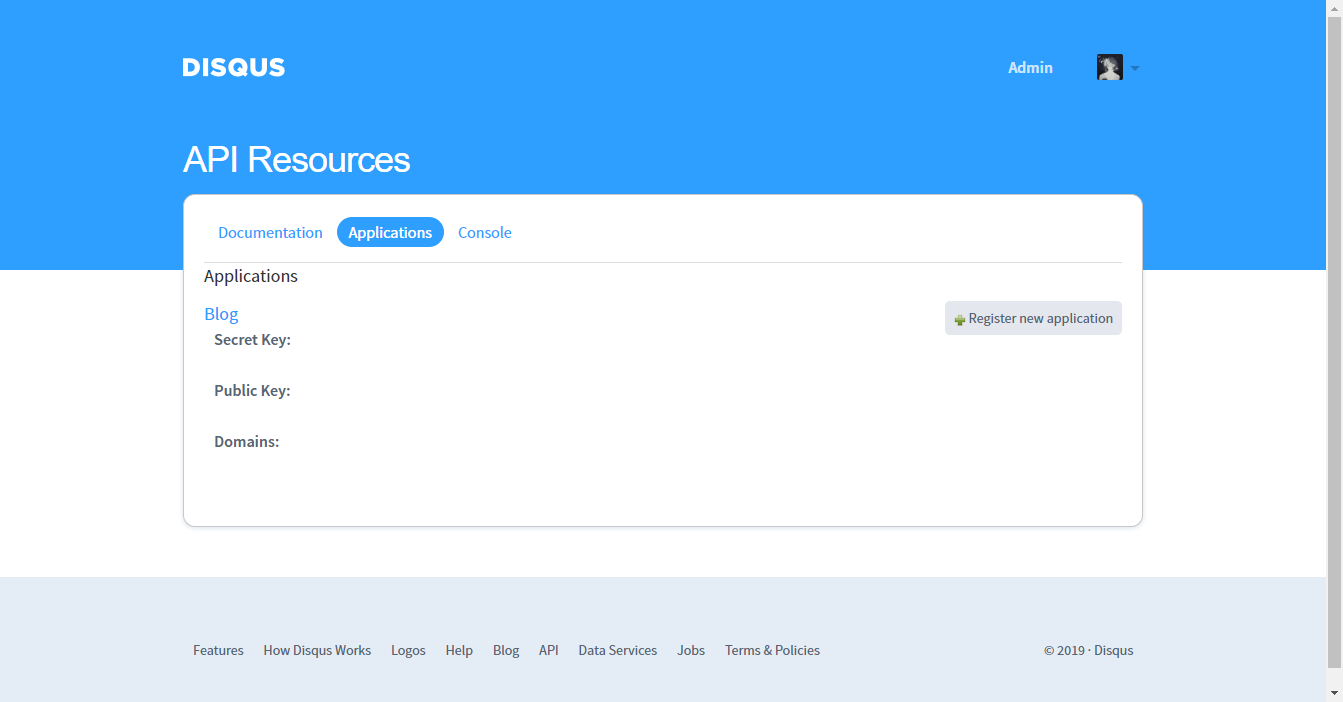 DISQUS
Admin
API Resources
Documentation Applications Console
Applications
Blog
Register new application
Secret Key:
Public Key:
Domains:
Features How Disqus Works Logos Help Blog API Data Services Jobs Terms & Policies © 2019 · Disqus